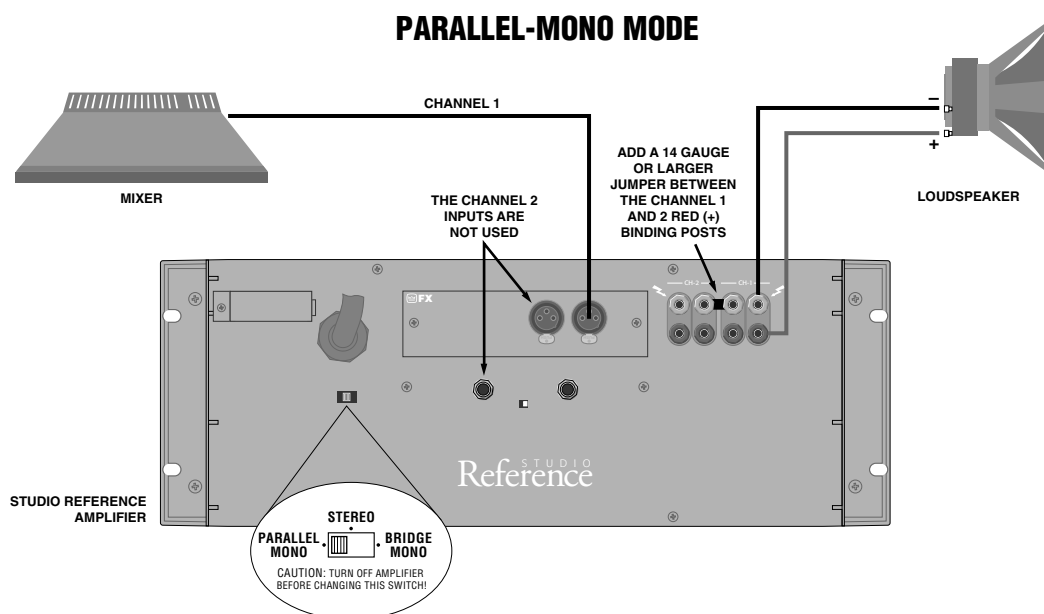 PARALLEL-MONO MODE
CHANNEL 1
MIXER
THE CHANNEL 2
INPUTS ARE
NOT USED
ADD A 14 GAUGE
OR LARGER
JUMPER BETWEEN
THE CHANNEL 1
AND 2 RED (+)
BINDING POSTS
–
+
LOUDSPEAKER
CH-2
CH-1
FX
STUDIO
Reference
STUDIO REFERENCE
AMPLIFIER
STEREO
PARALLEL
MONO
BRIDGE
MONO
CAUTION: TURN OFF AMPLIFIER
BEFORE CHANGING THIS SWITCH!